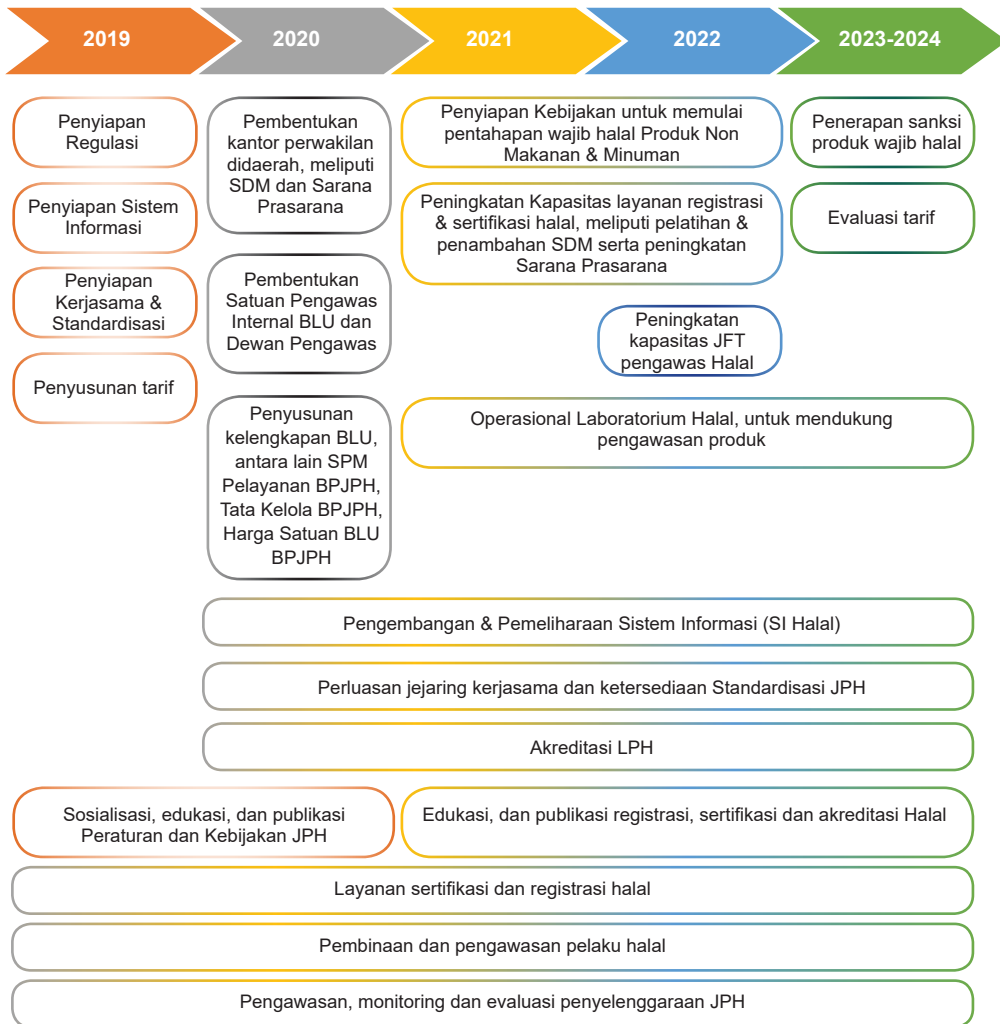 2019
2020
2021
2022
2023-2024
Penyiapan
Regulasi
Penyiapan Sistem
Informasi
Penyiapan
Kerjasama &
Standardisasi
Penyusunan tarif
Pembentukan
kantor perwakilan
didaerah, meliputi
SDM dan Sarana
Prasarana
Pembentukan
Satuan Pengawas
Internal BLU dan
Dewan Pengawas
Penyusunan
kelengkapan BLU,
antara lain SPM
Pelayanan BPJPH,
Tata Kelola BPJPH,
Harga Satuan BLU
BPJPH
Penyiapan Kebijakan untuk memulai
pentahapan wajib halal Produk Non
Makanan & Minuman
Peningkatan Kapasitas layanan registrasi
& sertifikasi halal, meliputi pelatihan &
penambahan SDM serta peningkatan
Sarana Prasarana
Peningkatan
kapasitas JFT
pengawas Halal
Penerapan sanksi
produk wajib halal
Evaluasi tarif
Operasional Laboratorium Halal, untuk mendukung
pengawasan produk
Pengembangan & Pemeliharaan Sistem Informasi (SI Halal)
Perluasan jejaring kerjasama dan ketersediaan Standardisasi JPH
Akreditasi LPH
Sosialisasi, edukasi, dan publikasi
Peraturan dan Kebijakan JPH
Edukasi, dan publikasi registrasi, sertifikasi dan akreditasi Halal
Layanan sertifikasi dan registrasi halal
Pembinaan dan pengawasan pelaku halal
Pengawasan, monitoring dan evaluasi penyelenggaraan JPH